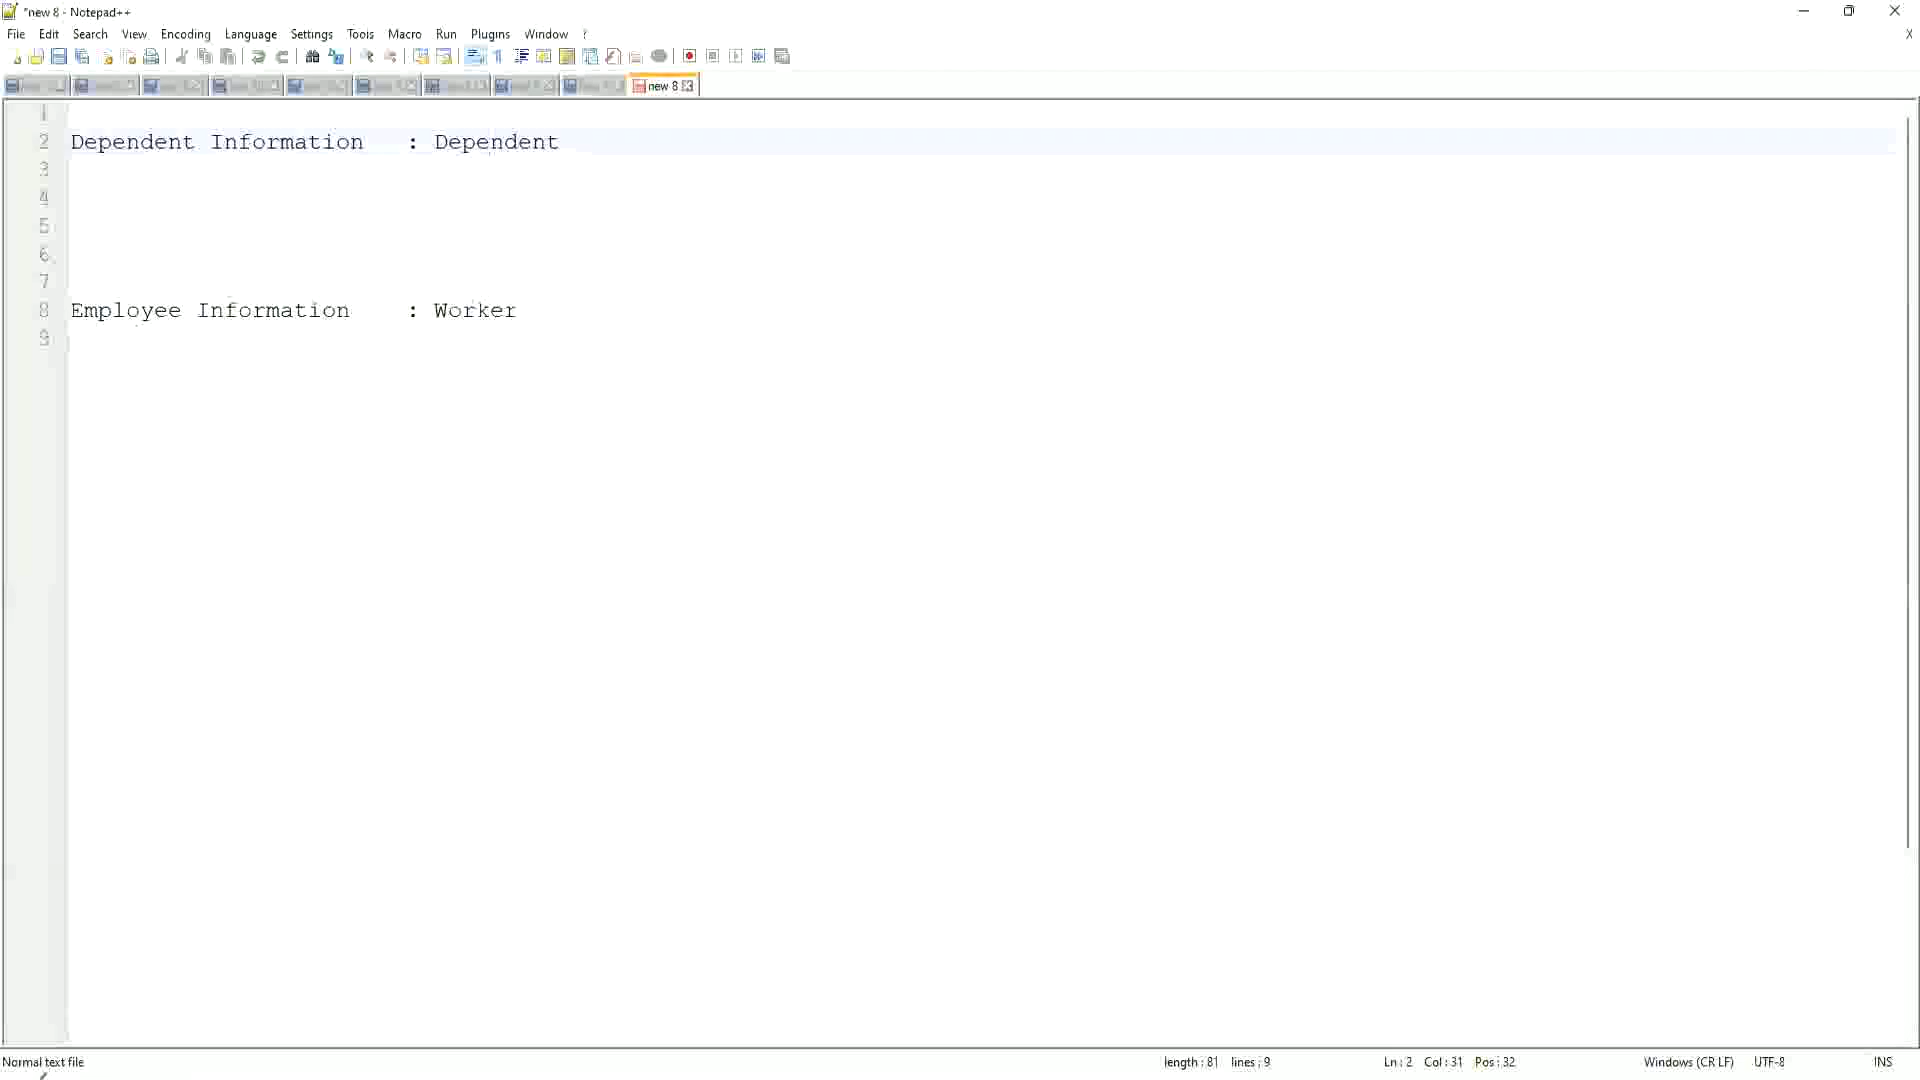 *new 8 - Notepad++
File Edit Search View Encoding Language Settings Tools Macro Run Plugins Window ? X
new 8
1
2 Dependent Information : Dependent
3
4
5
6
7
8 Employee Information : Worker
9
Normal text file length : 81 lines : 9 Ln : 2 Col : 31 Pos : 32 Windows (CR LF) UTF-8 INS